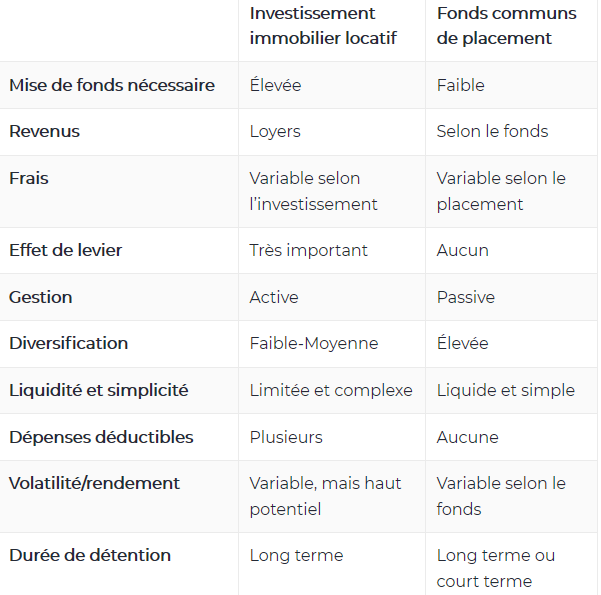 Investissement Fonds communs
immobilier locatif de placement
Mise de fonds nécessaire Élevée Faible
Revenus Loyers Selon le fonds
Frais Variable selon Variable selon le
l’investissement placement
Effet de levier Très important Aucun
Gestion Active Passive
Diversification Faible-Moyenne Élevée
Liquidité et simplicité Limitée et complexe Liquide et simple
Dépenses déductibles Plusieurs Aucune
Volatilité/rendement Variable, mais haut Variable selon le
potentiel fonds
Durée de détention Long terme Long terme ou
court terme